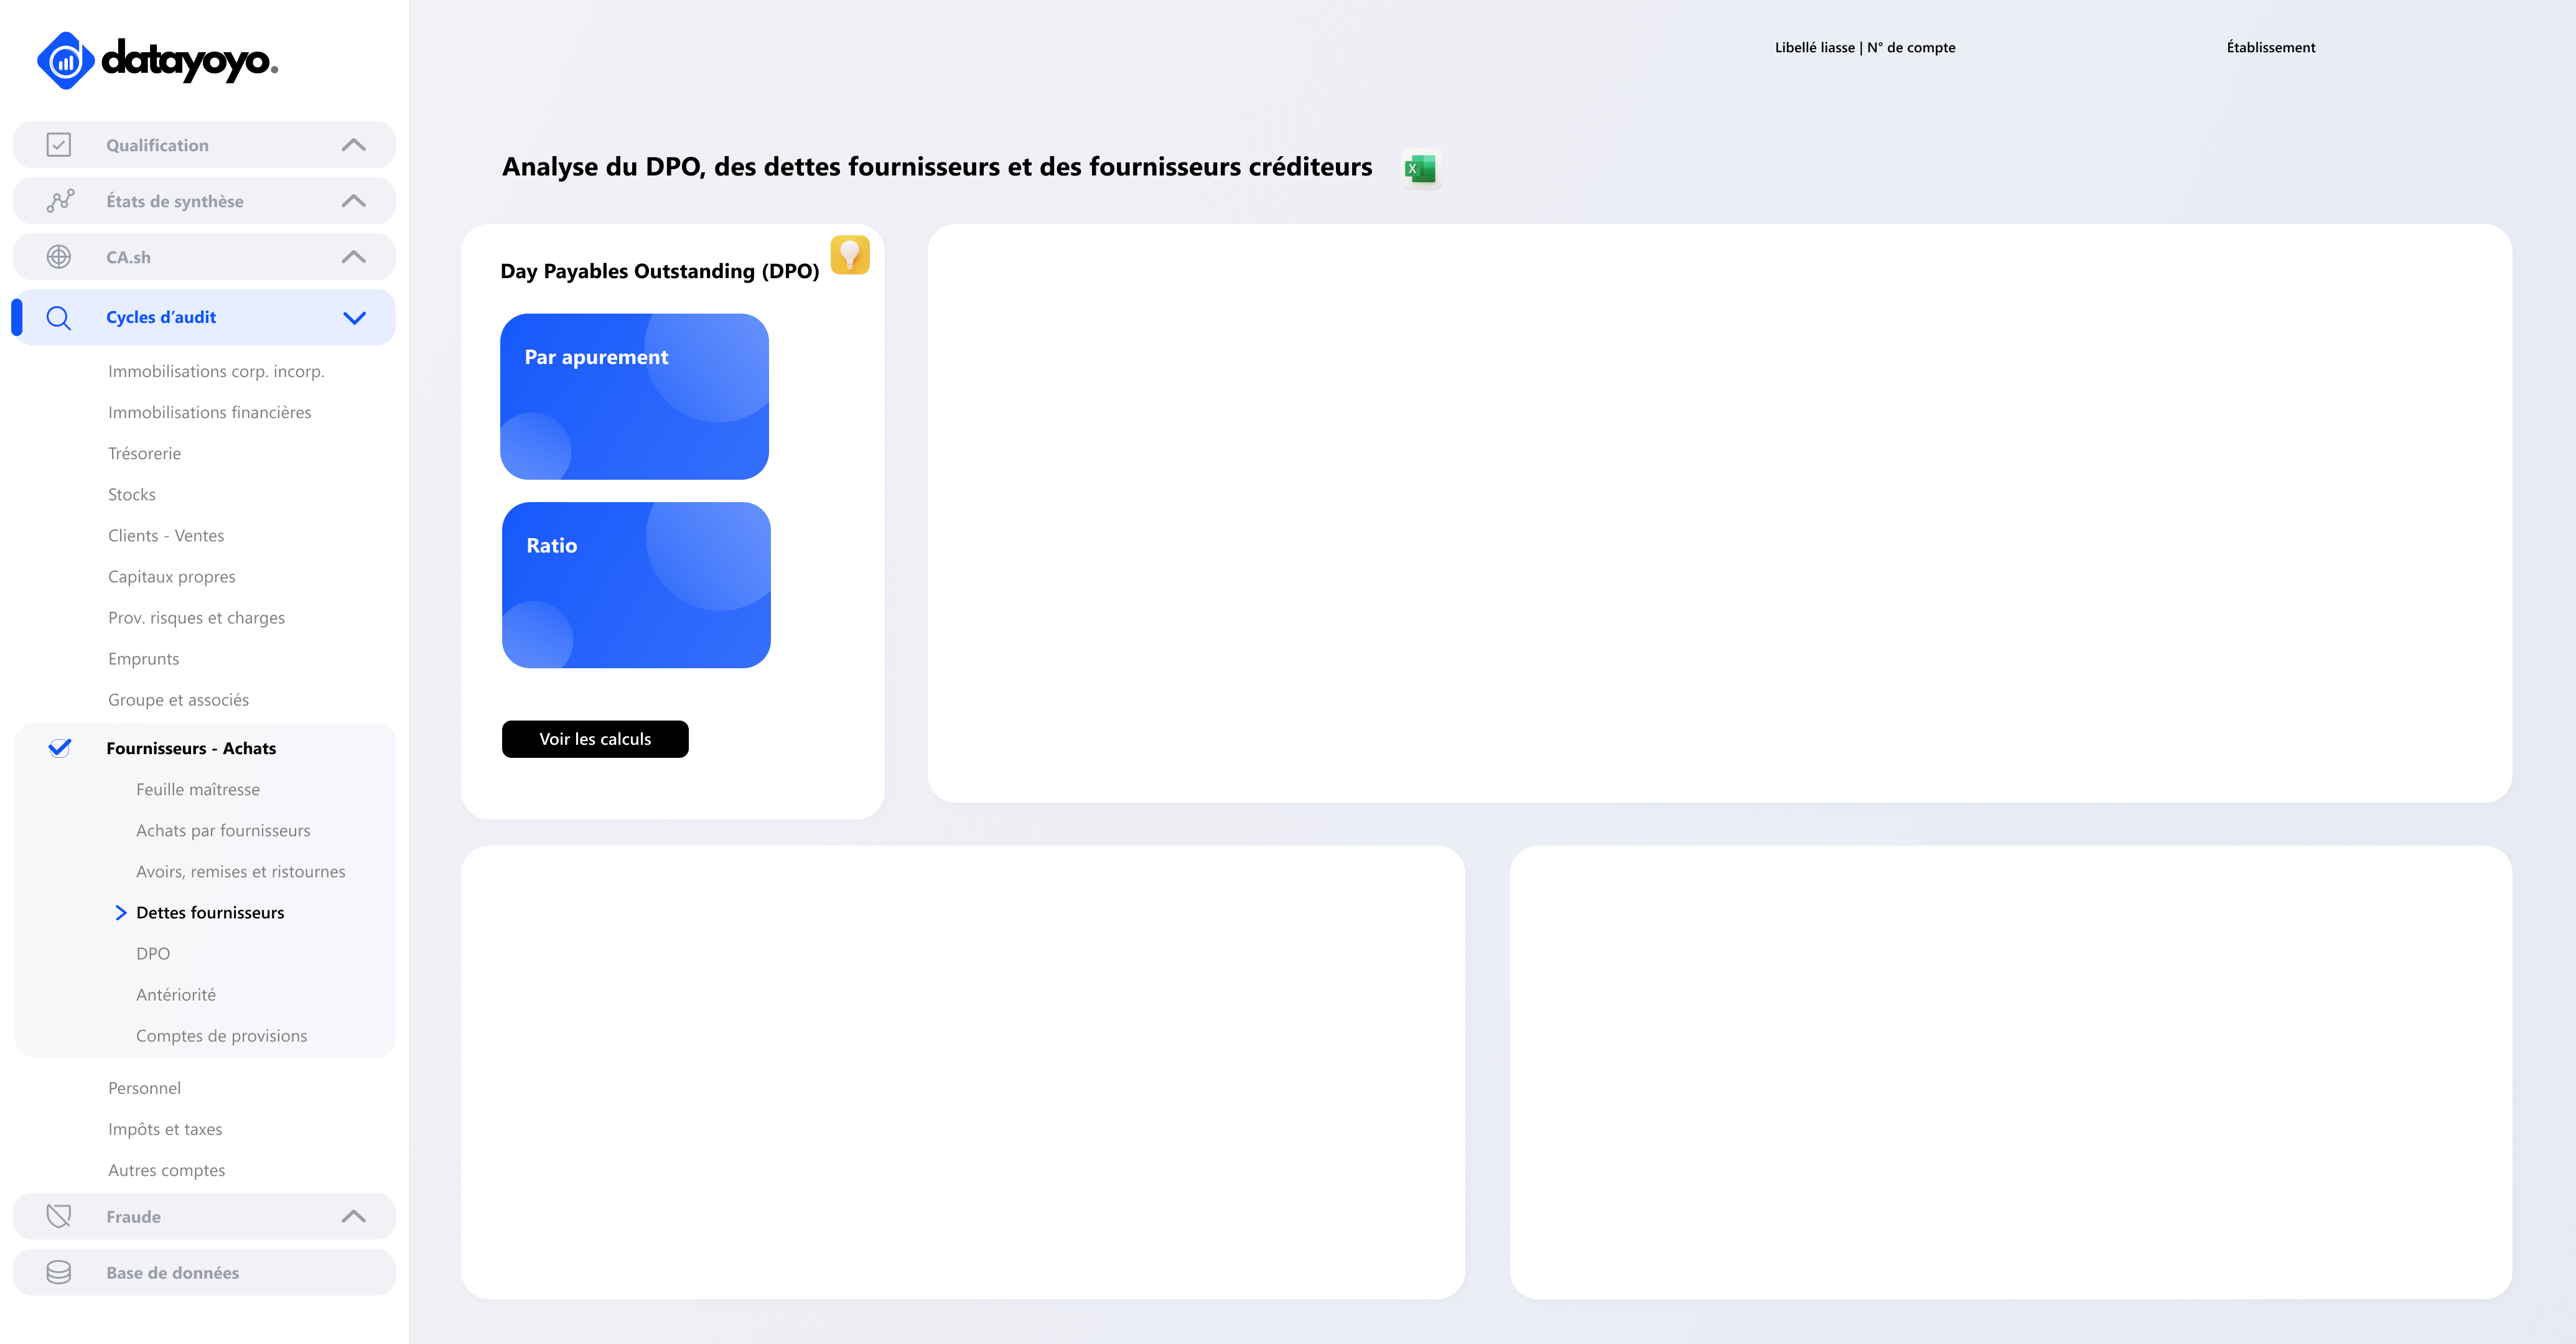 datayoyo.
Qualification
États de synthèse
CA.sh
Cycles d’audit
Immobilisations corp. incorp.
Immobilisations financières
Trésorerie
Stocks
Clients - Ventes
Capitaux propres
Prov. risques et charges
Emprunts
Groupe et associés
Fournisseurs - Achats
Feuille maîtresse
Achats par fournisseurs
Avoirs, remises et ristournes
Dettes fournisseurs
DPO
Antériorité
Comptes de provisions
Personnel
Impôts et taxes
Autres comptes
Fraude
Base de données
Libellé liasse | N° de compte
Établissement
Analyse du DPO, des dettes fournisseurs et des fournisseurs créditeurs
X
Day Payables Outstanding (DPO)
Par apurement
Ratio
Voir les calculs